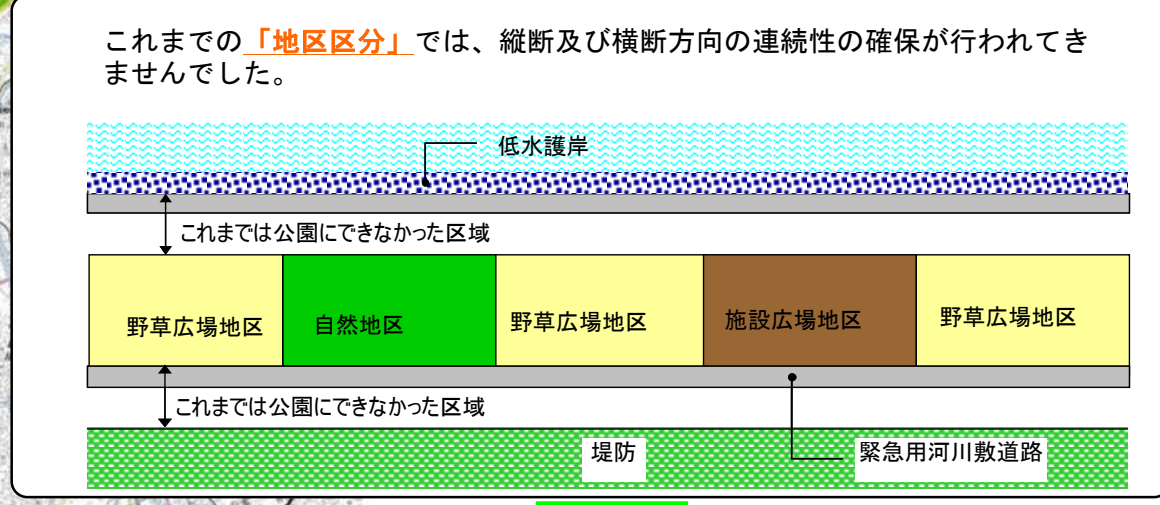 これまでの「地区区分」では、縦断及び横断方向の連続性の確保が行われてき
ませんでした。
低水護岸
これまでは公園にできなかった区域
野草広場地区
自然地区
野草広場地区
施設広場地区
野草広場地区
これまでは公園にできなかった区域
堤防
緊急用河川敷道路